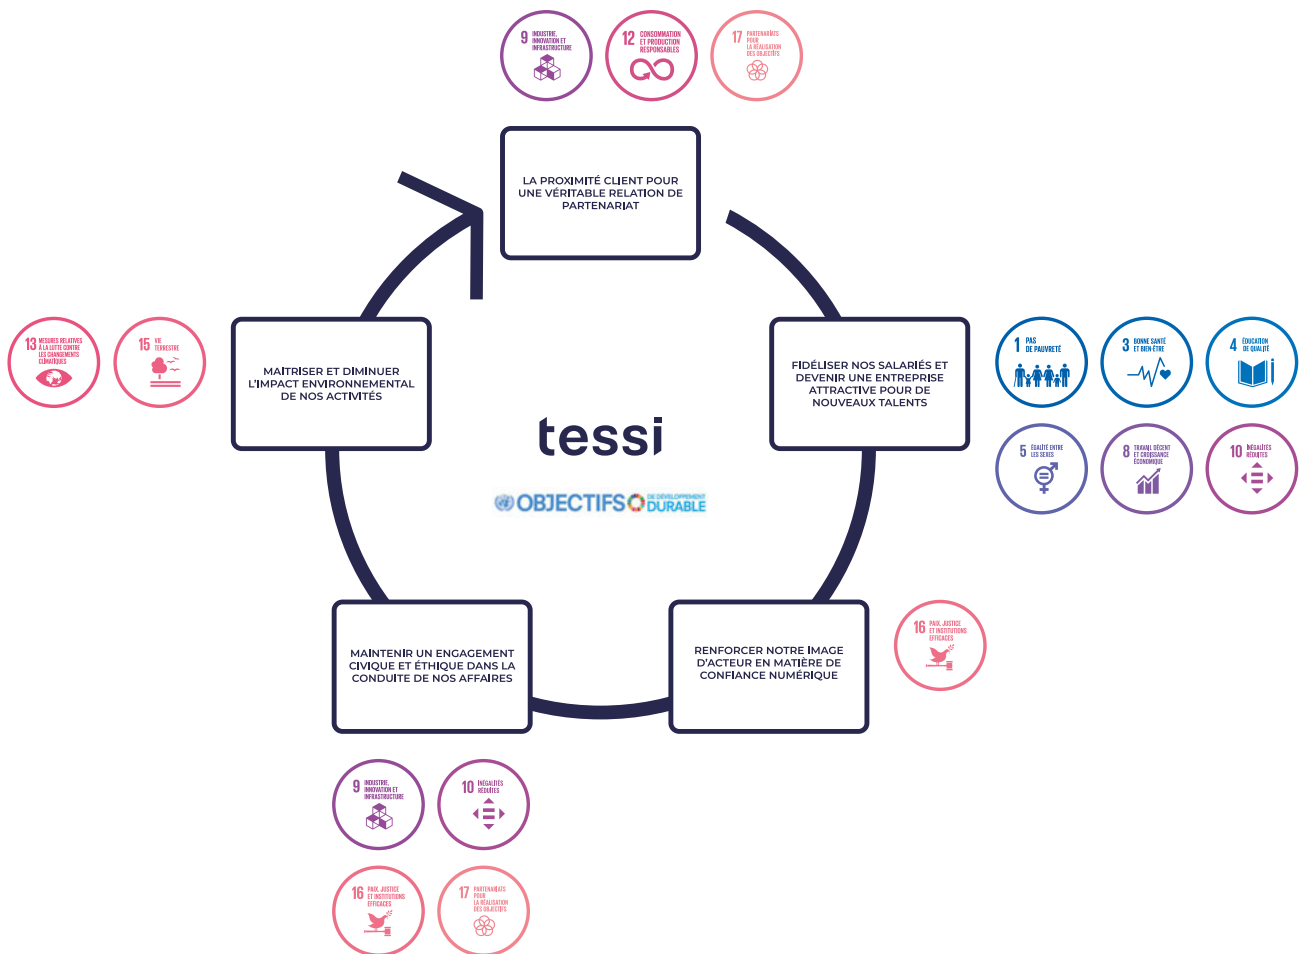 9 INDUSTRIE,
INNOVATION ET
INFRASTRUCTURE
12 CONSOMMATION
ET PRODUCTION
RESPONSABLES
17 PARTENARIATS
POUR
LA RÉALISATION
DES OBJECTIFS
LA PROXIMITÉ CLIENT POUR
UNE VÉRITABLE RELATION DE
PARTENARIAT
13 MESURES RELATIVES
À LA LUTTE CONTRE
LES CHANGEMENTS
CLIMATIQUES
15 VIE
TERRESTRE
MAITRISER ET DIMINUER
L'IMPACT ENVIRONNEMENTAL
DE NOS ACTIVITÉS
FIDÉLISER NOS SALARIÉS ET
DEVENIR UNE ENTREPRISE
ATTRACTIVE POUR DE
NOUVEAUX TALENTS
1 PAS
DE PAUVRETÉ
3 BONNE SANTÉ
ET BIEN-ÊTRE
4 ÉDUCATION
DE QUALITÉ
5 ÉGALITÉ ENTRE
LES SEXES
8 TRAVAIL DÉCENT
ET CROISSANCE
ÉCONOMIQUE
10 INÉGALITÉS
RÉDUITES
tessi
OBJECTIFS DE DÉVELOPPEMENT
DURABLE
MAINTENIR UN ENGAGEMENT
CIVIQUE ET ÉTHIQUE DANS LA
CONDUITE DE NOS AFFAIRES
RENFORCER NOTRE IMAGE
D'ACTEUR EN MATIÈRE DE
CONFIANCE NUMÉRIQUE
16 PAIX, JUSTICE
ET INSTITUTIONS
EFFICACES
9 INDUSTRIE,
INNOVATION ET
INFRASTRUCTURE
10 INÉGALITÉS
RÉDUITES
16 PAIX, JUSTICE
ET INSTITUTIONS
EFFICACES
17 PARTENARIATS
POUR
LA RÉALISATION
DES OBJECTIFS